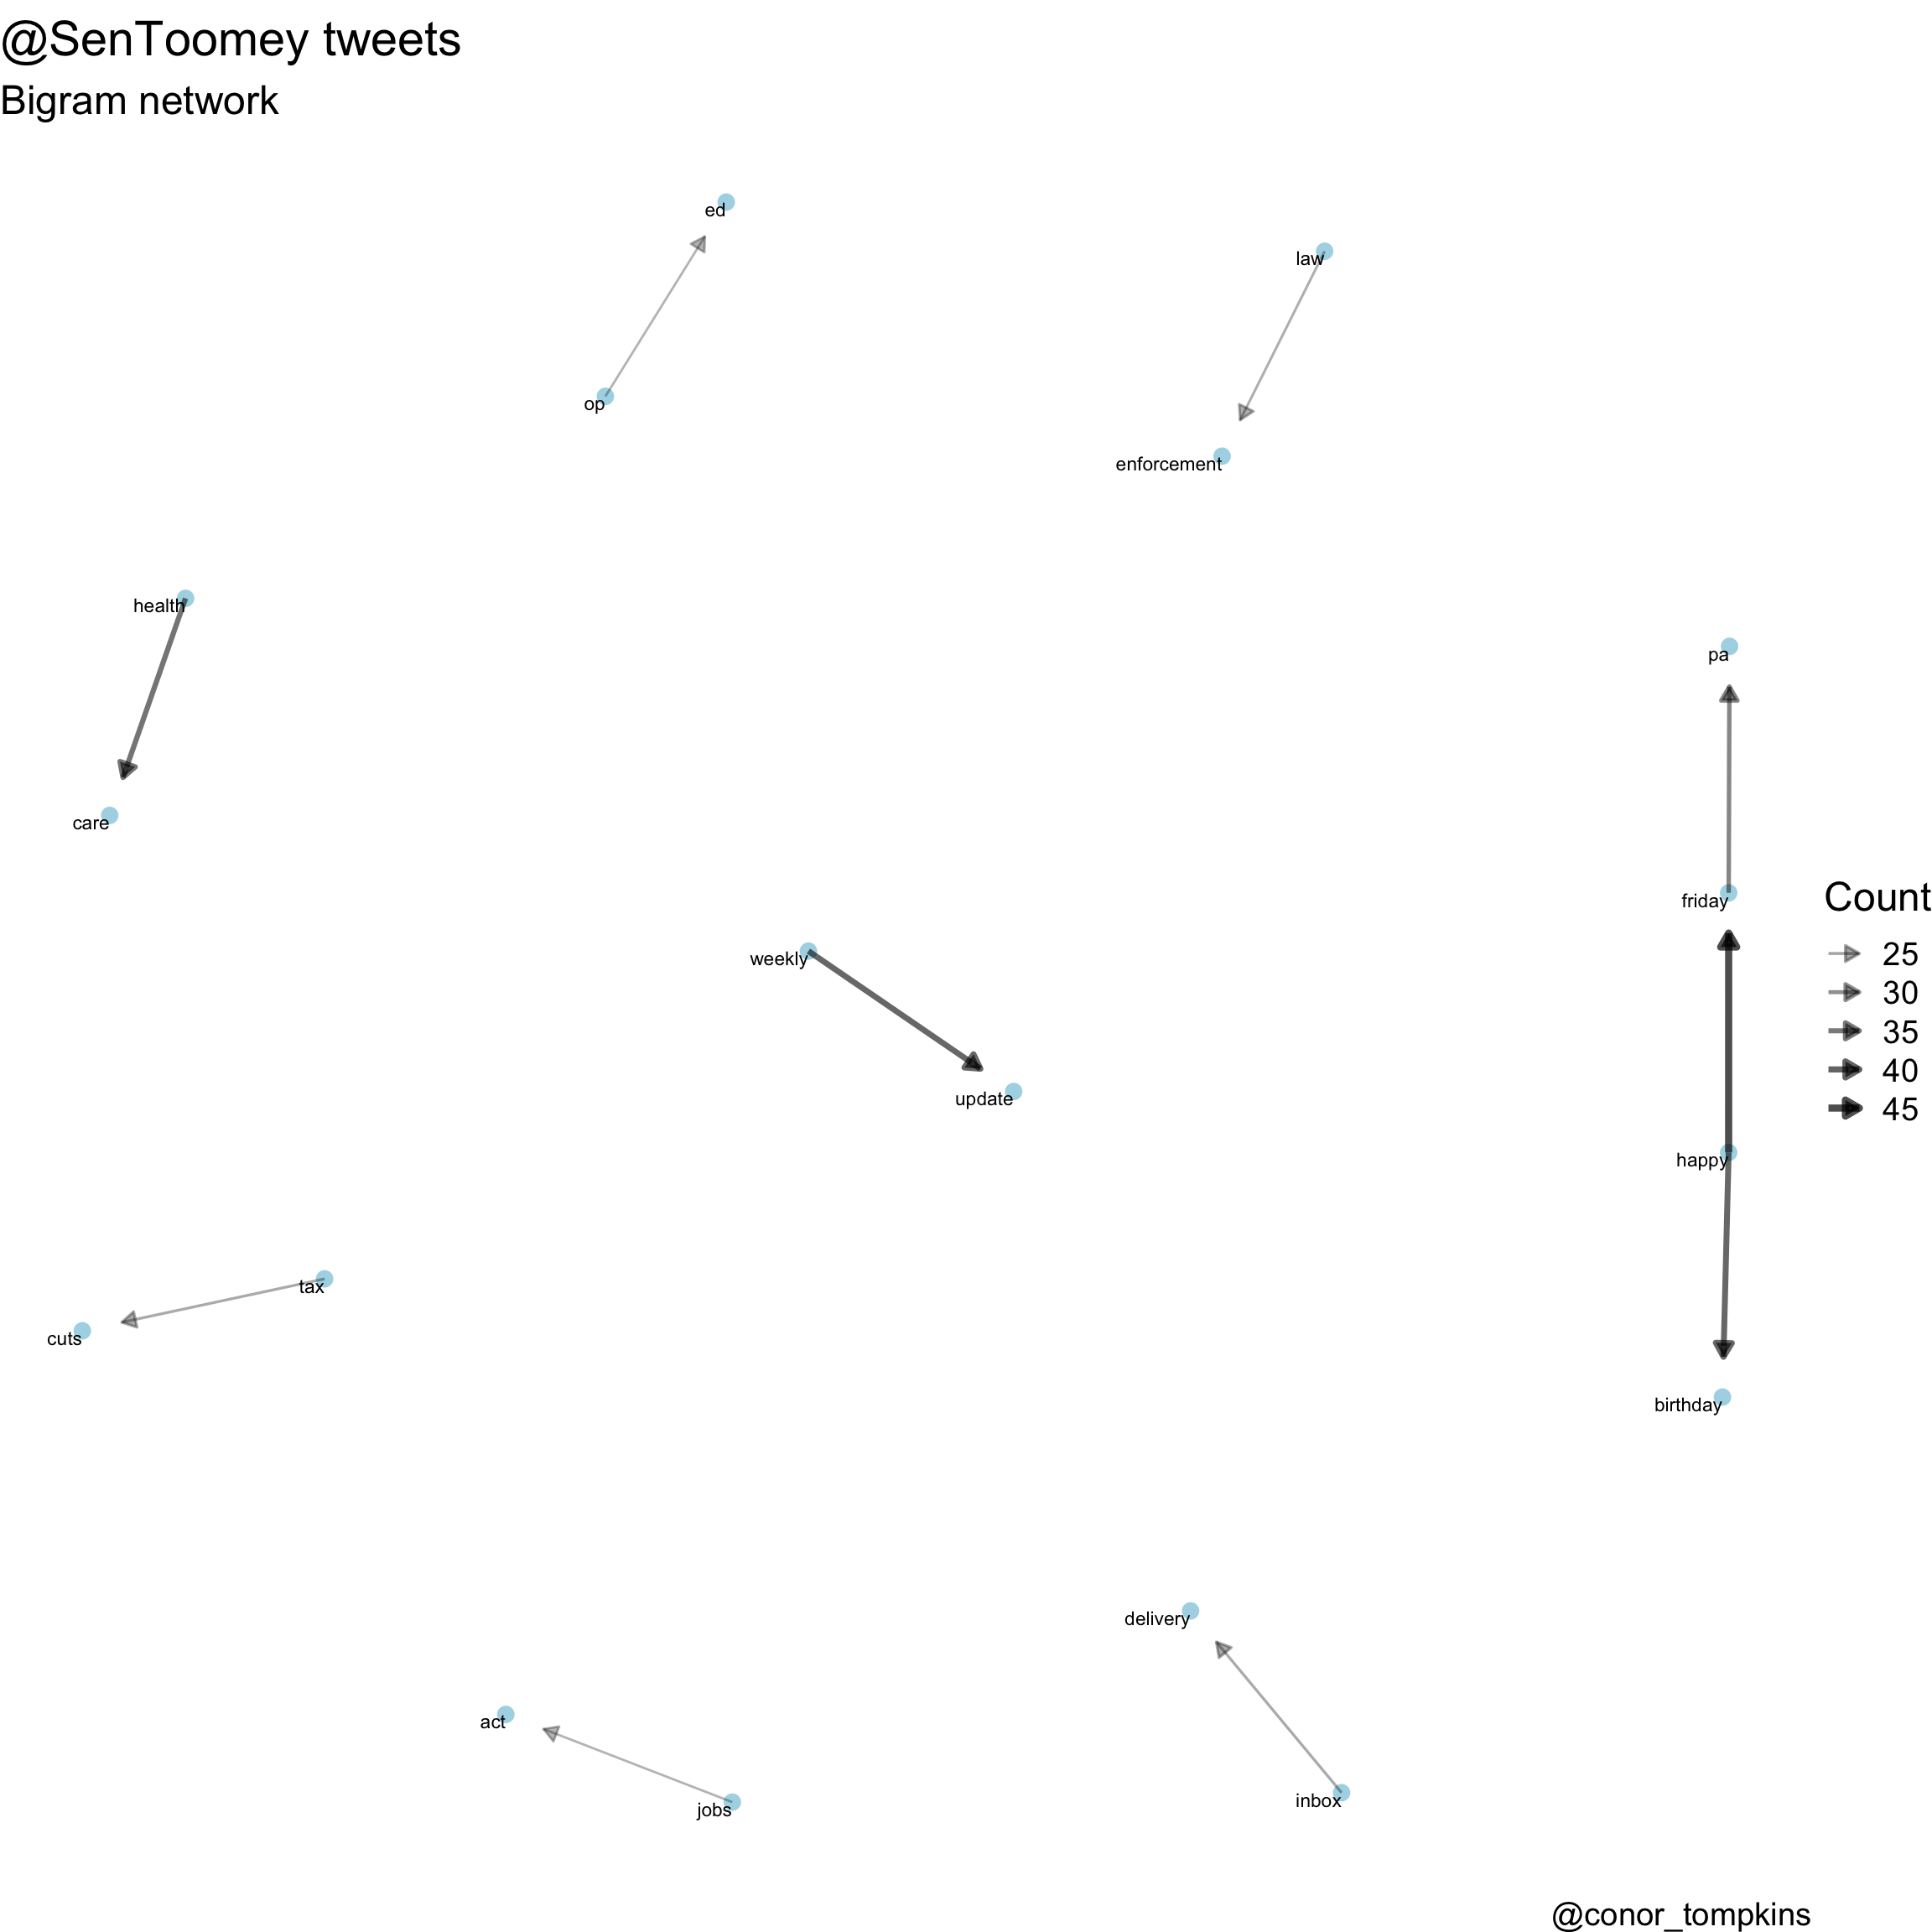 @SenToomey tweets
Bigram network
ed
law
op
enforcement
health
pa
care
Count
friday
25
weekly
30
35
40
update
45
happy
tax
cuts
birthday
delivery
act
inbox
jobs
@conor_tompkins